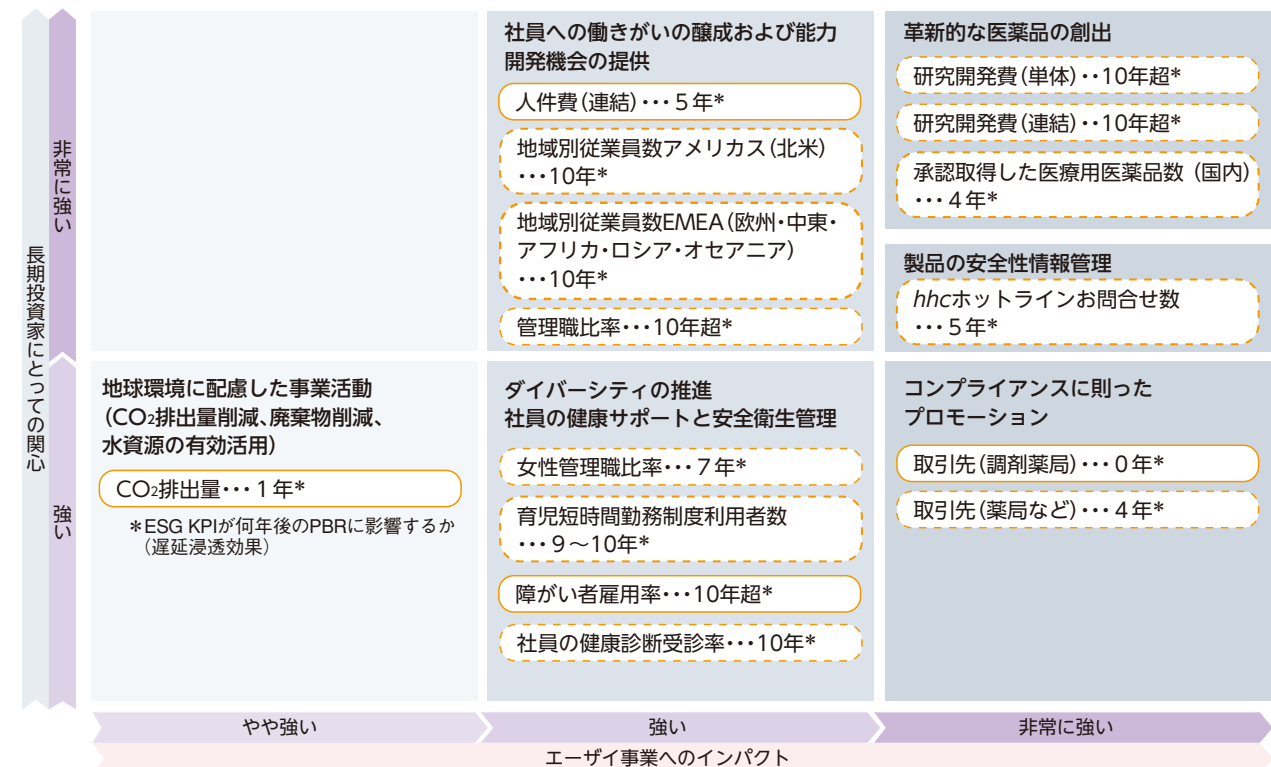 長期投資家にとっての関心
非常に強い
強い
社員への働きがいの醸成および能力
開発機会の提供
人件費(連結)・・・5年*
地域別従業員数アメリカス(北米)
・・・10年*
地域別従業員数EMEA(欧州・中東・
アフリカ・ロシア・オセアニア)
・・・10年*
管理職比率・・・10年超*
革新的な医薬品の創出
研究開発費(単体)・・10年超*
研究開発費(連結)・・10年超*
承認取得した医療用医薬品数(国内)
・・・4年*
製品の安全性情報管理
hhcホットラインお問合せ数
・・・5年*
地球環境に配慮した事業活動
(CO₂排出量削減、廃棄物削減、
水資源の有効活用)
CO₂排出量・・・1年*
*ESG KPIが何年後のPBRに影響するか
(遅延浸透効果)
ダイバーシティの推進
社員の健康サポートと安全衛生管理
女性管理職比率・・・7年*
育児短時間勤務制度利用者数
・・・9～10年*
障がい者雇用率・・・10年超*
社員の健康診断受診率・・・10年*
コンプライアンスに則った
プロモーション
取引先(調剤薬局)・・・0年*
取引先(薬局など)・・・4年*
やや強い
強い
非常に強い
エーザイ事業へのインパクト